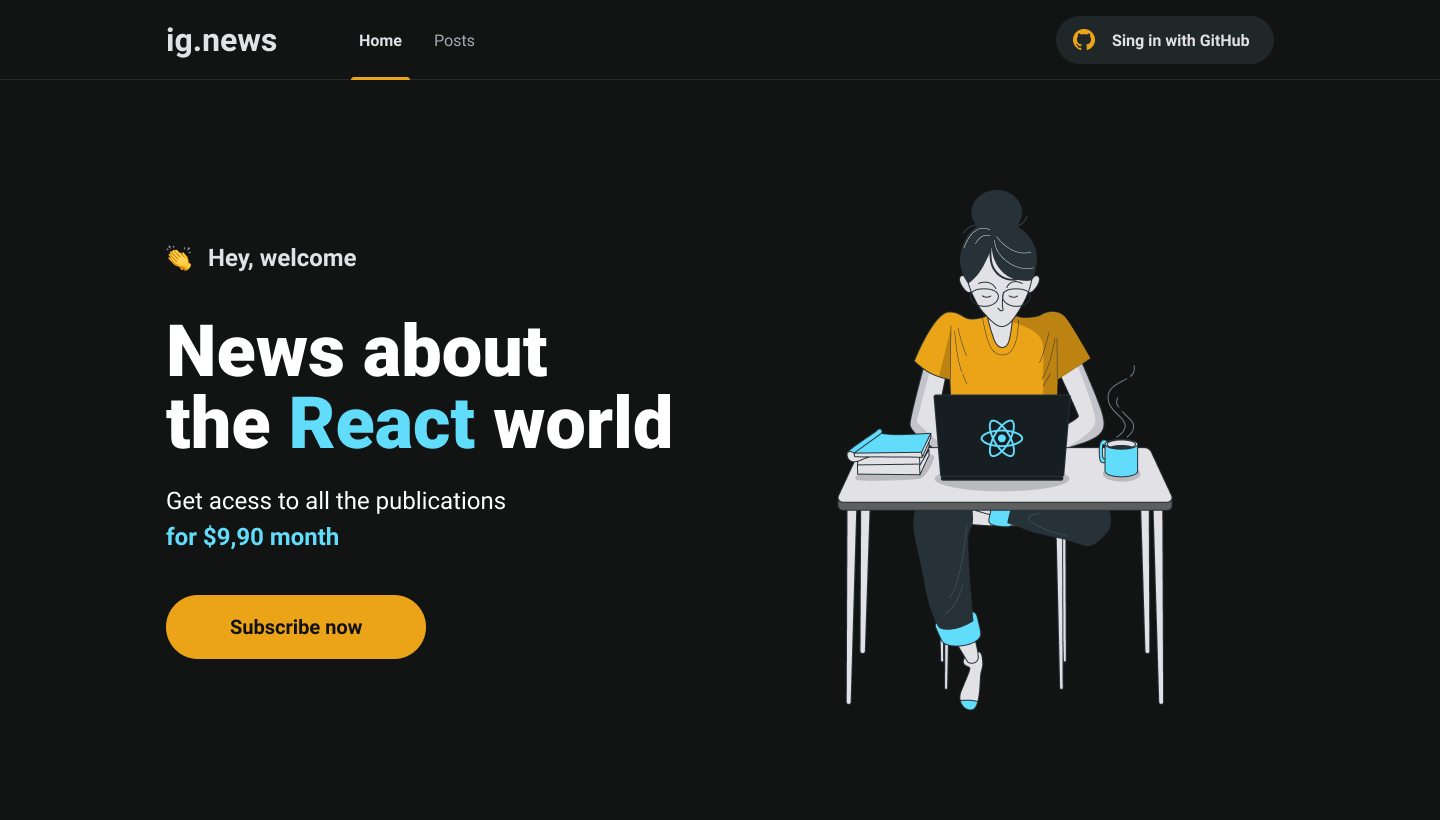 ig.news
Home
Posts
Sing in with GitHub
👏 Hey, welcome
News about
the React world
Get acess to all the publications
for $9,90 month
Subscribe now